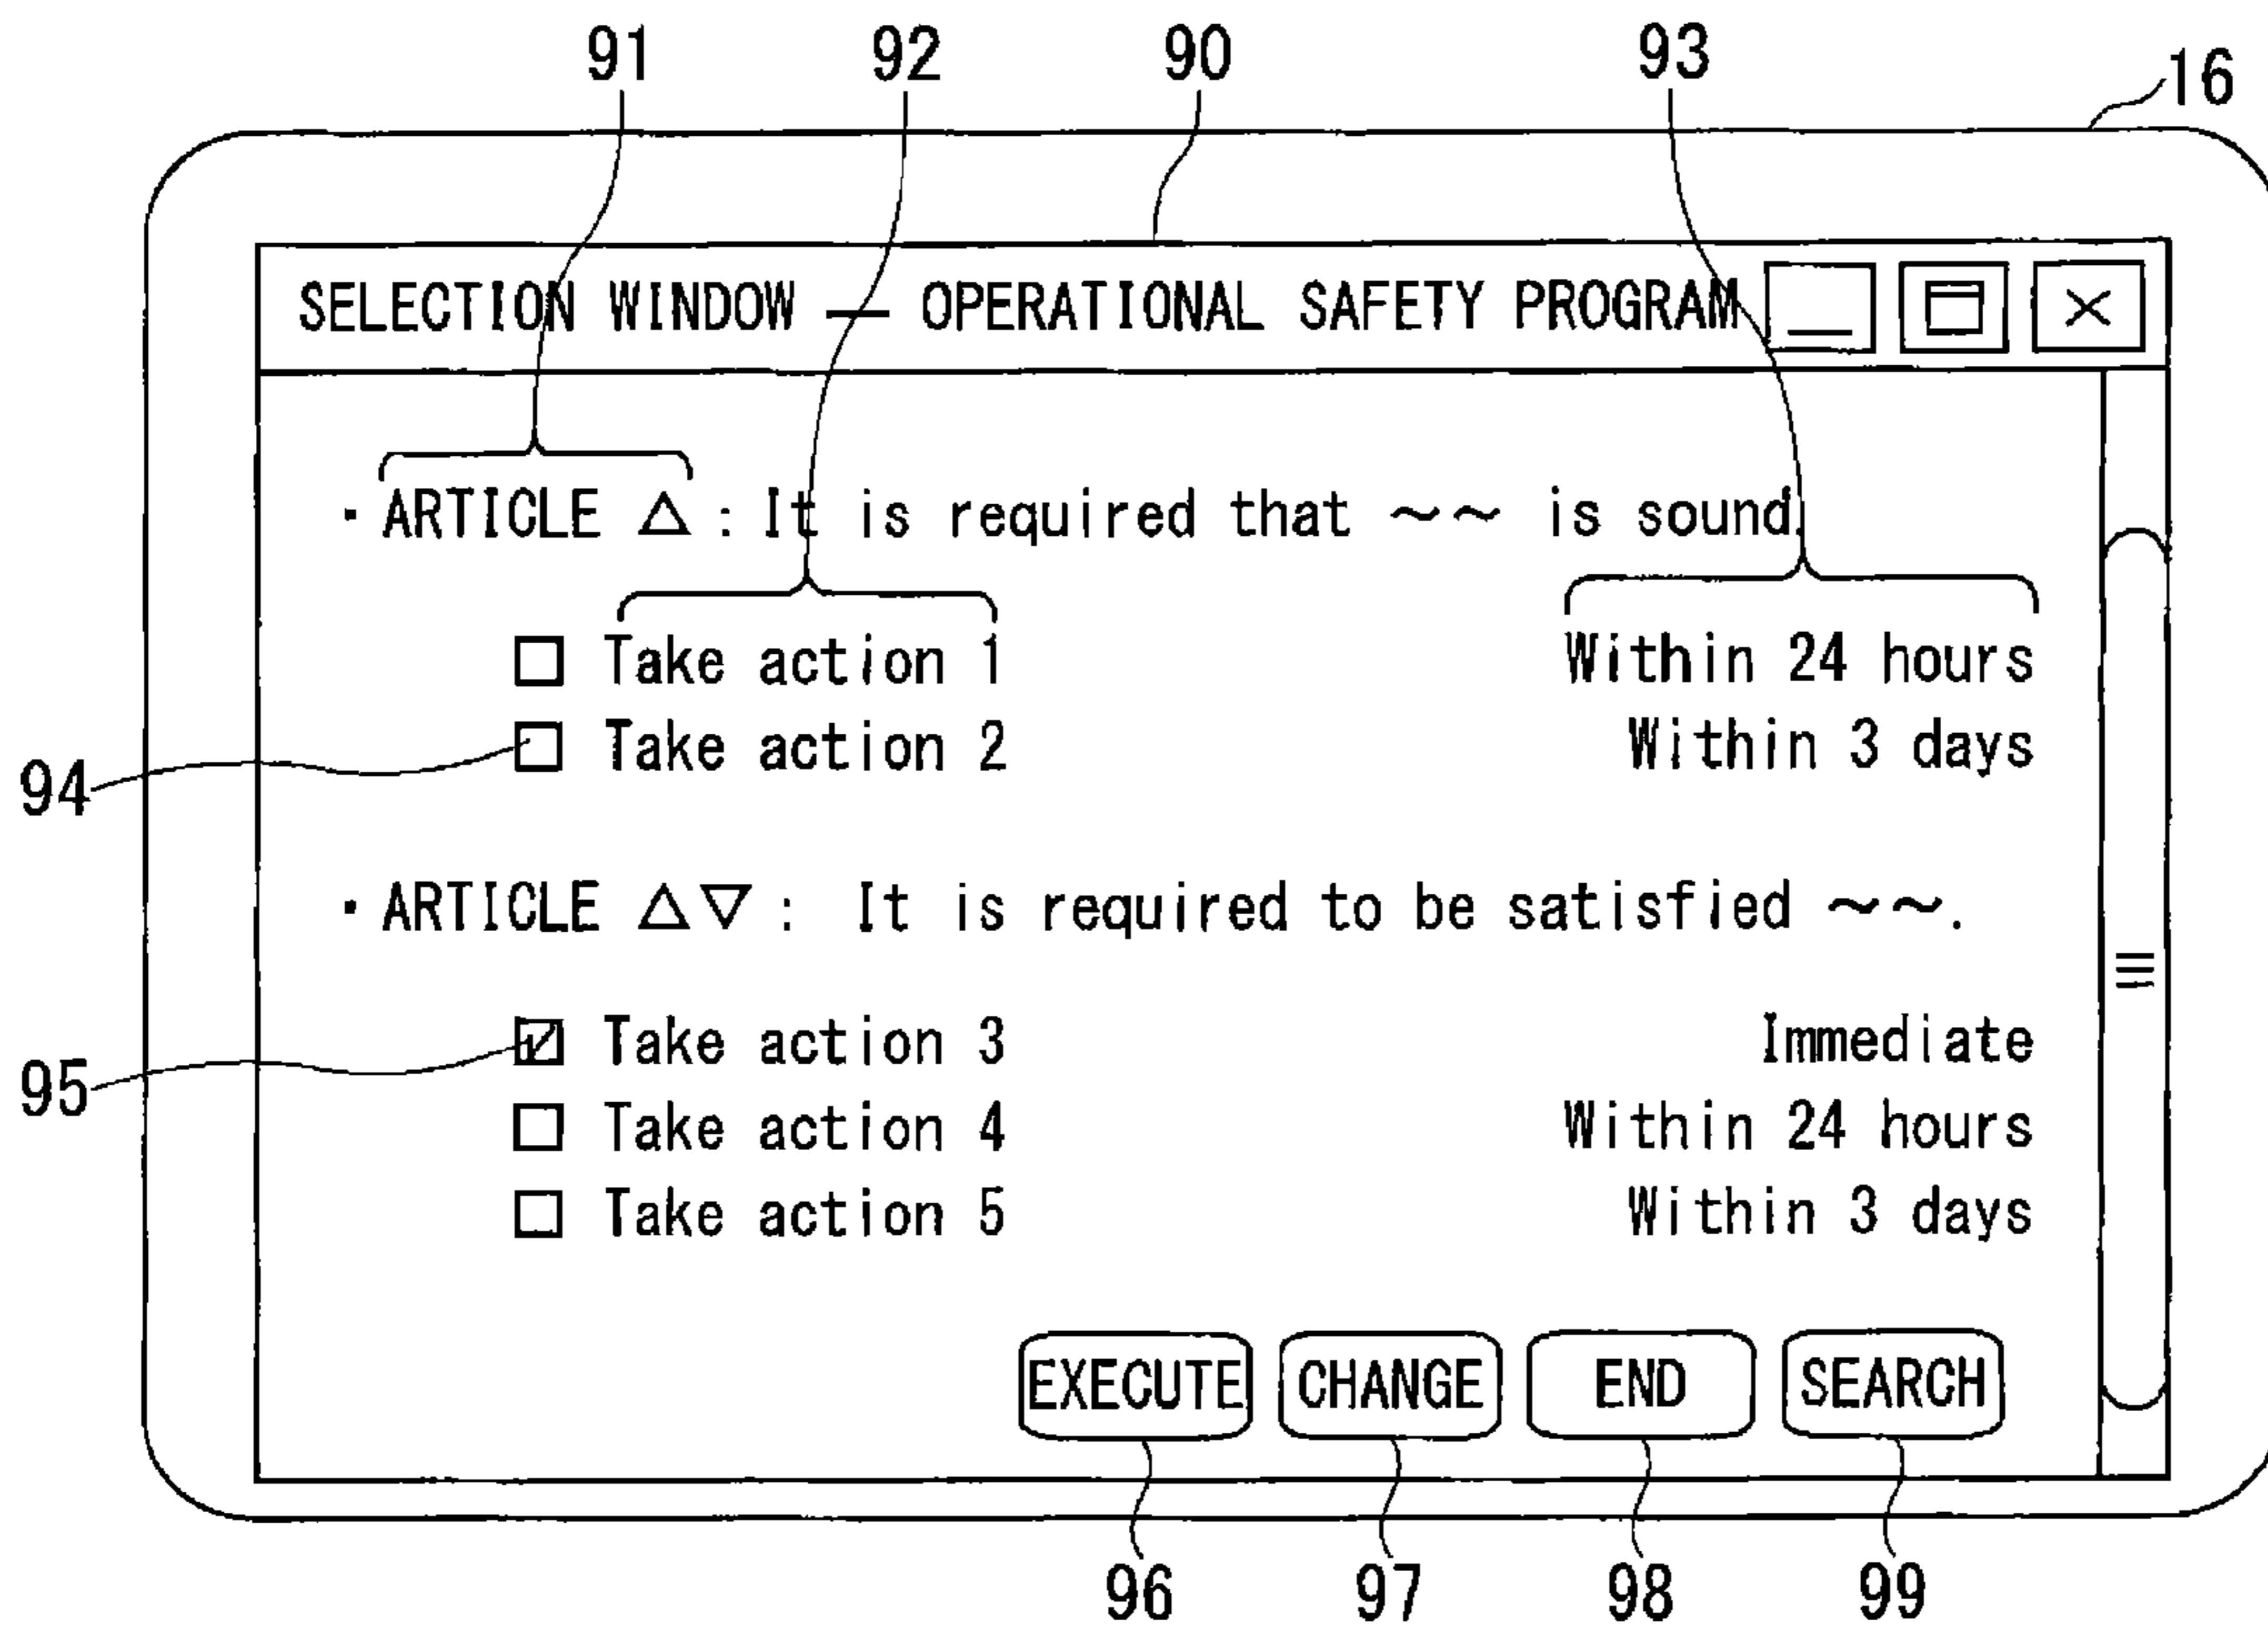 91 92 90 93 16
SELECTION WINDOW — OPERATIONAL SAFETY PROGRAM
・ARTICLE △ : It is required that ~~ is sound.
Take action 1 Within 24 hours
Take action 2 Within 3 days
94
・ARTICLE △▽ : It is required to be satisfied ~~.
Take action 3 Immediate
95
Take action 4 Within 24 hours
Take action 5 Within 3 days
EXECUTE CHANGE END SEARCH
96 97 98 99